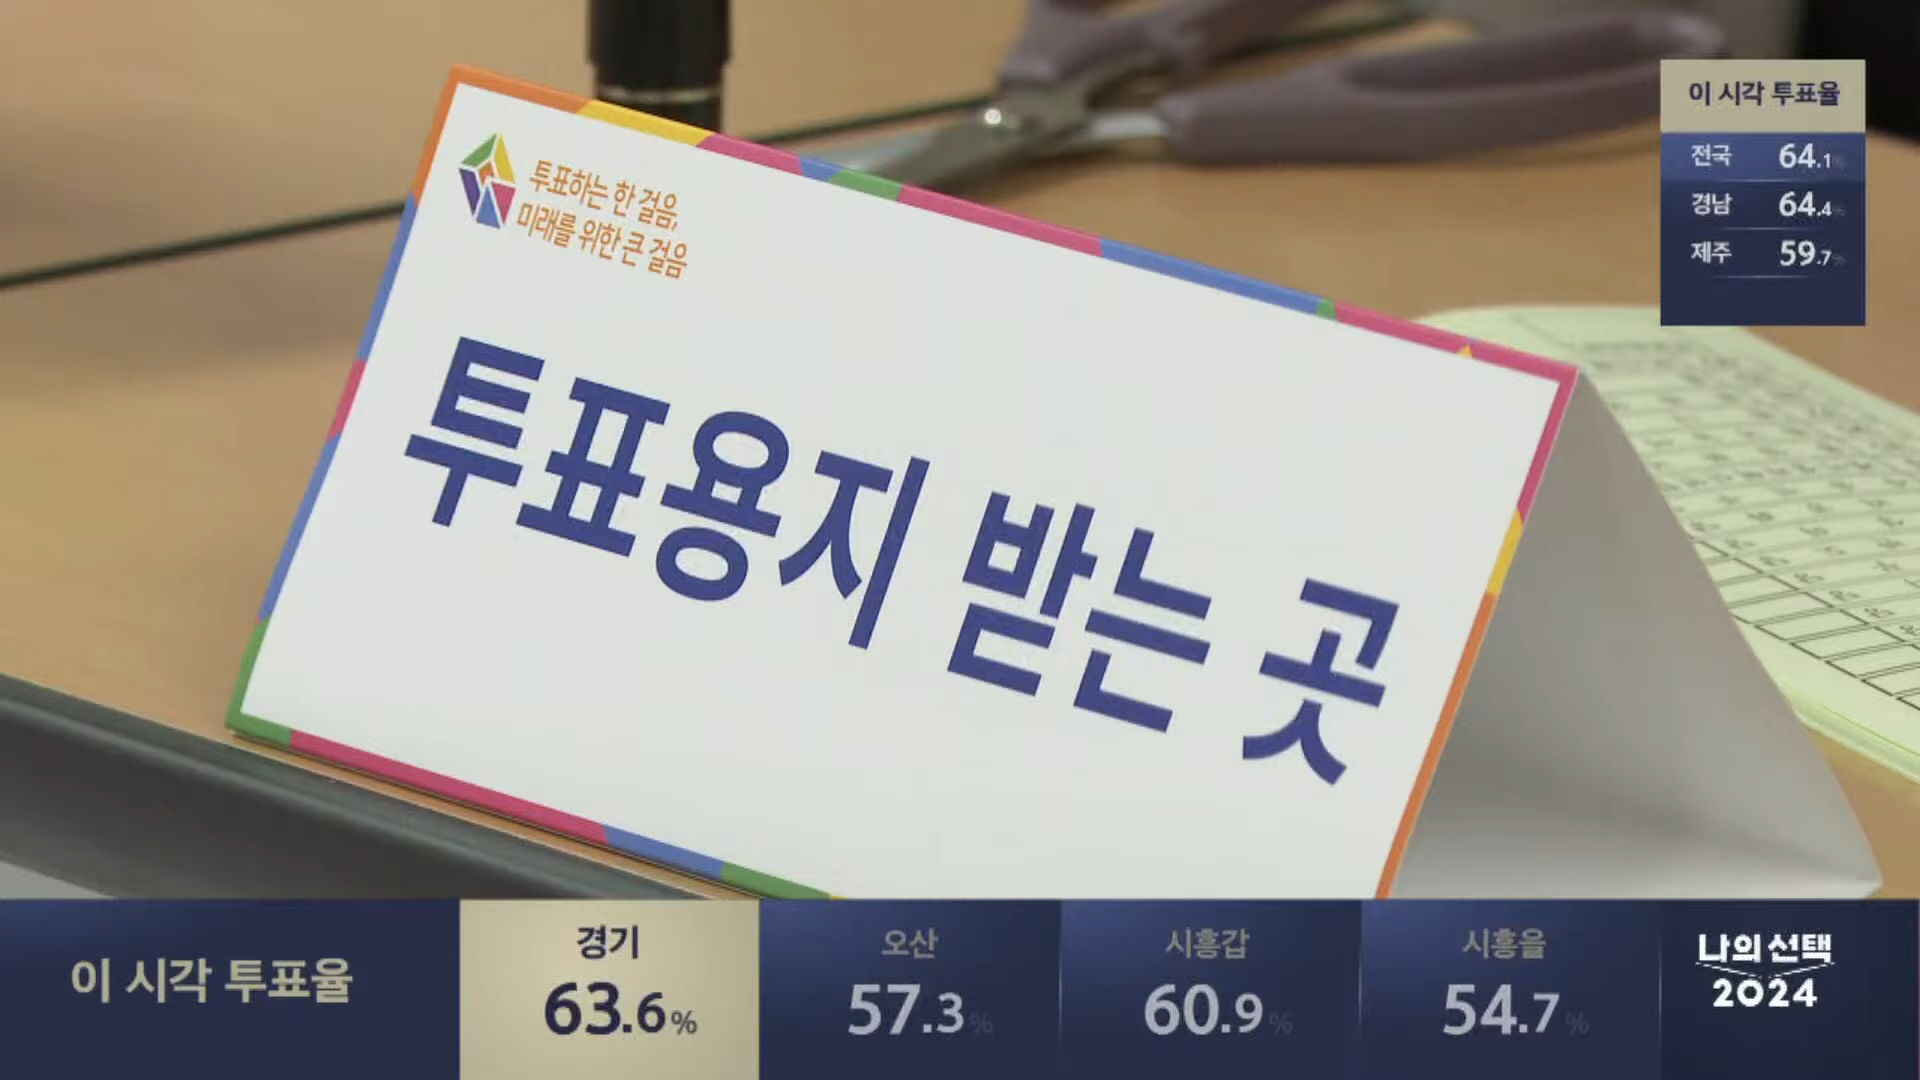 투표하는 한 걸음,
미래를 위한 큰 걸음
투표용지 받는 곳
이 시각 투표율
전국 64.1%
경남 64.4%
제주 59.7%
이 시각 투표율
경기
63.6%
오산
57.3%
시흥갑
60.9%
시흥을
54.7%
나의 선택
2024